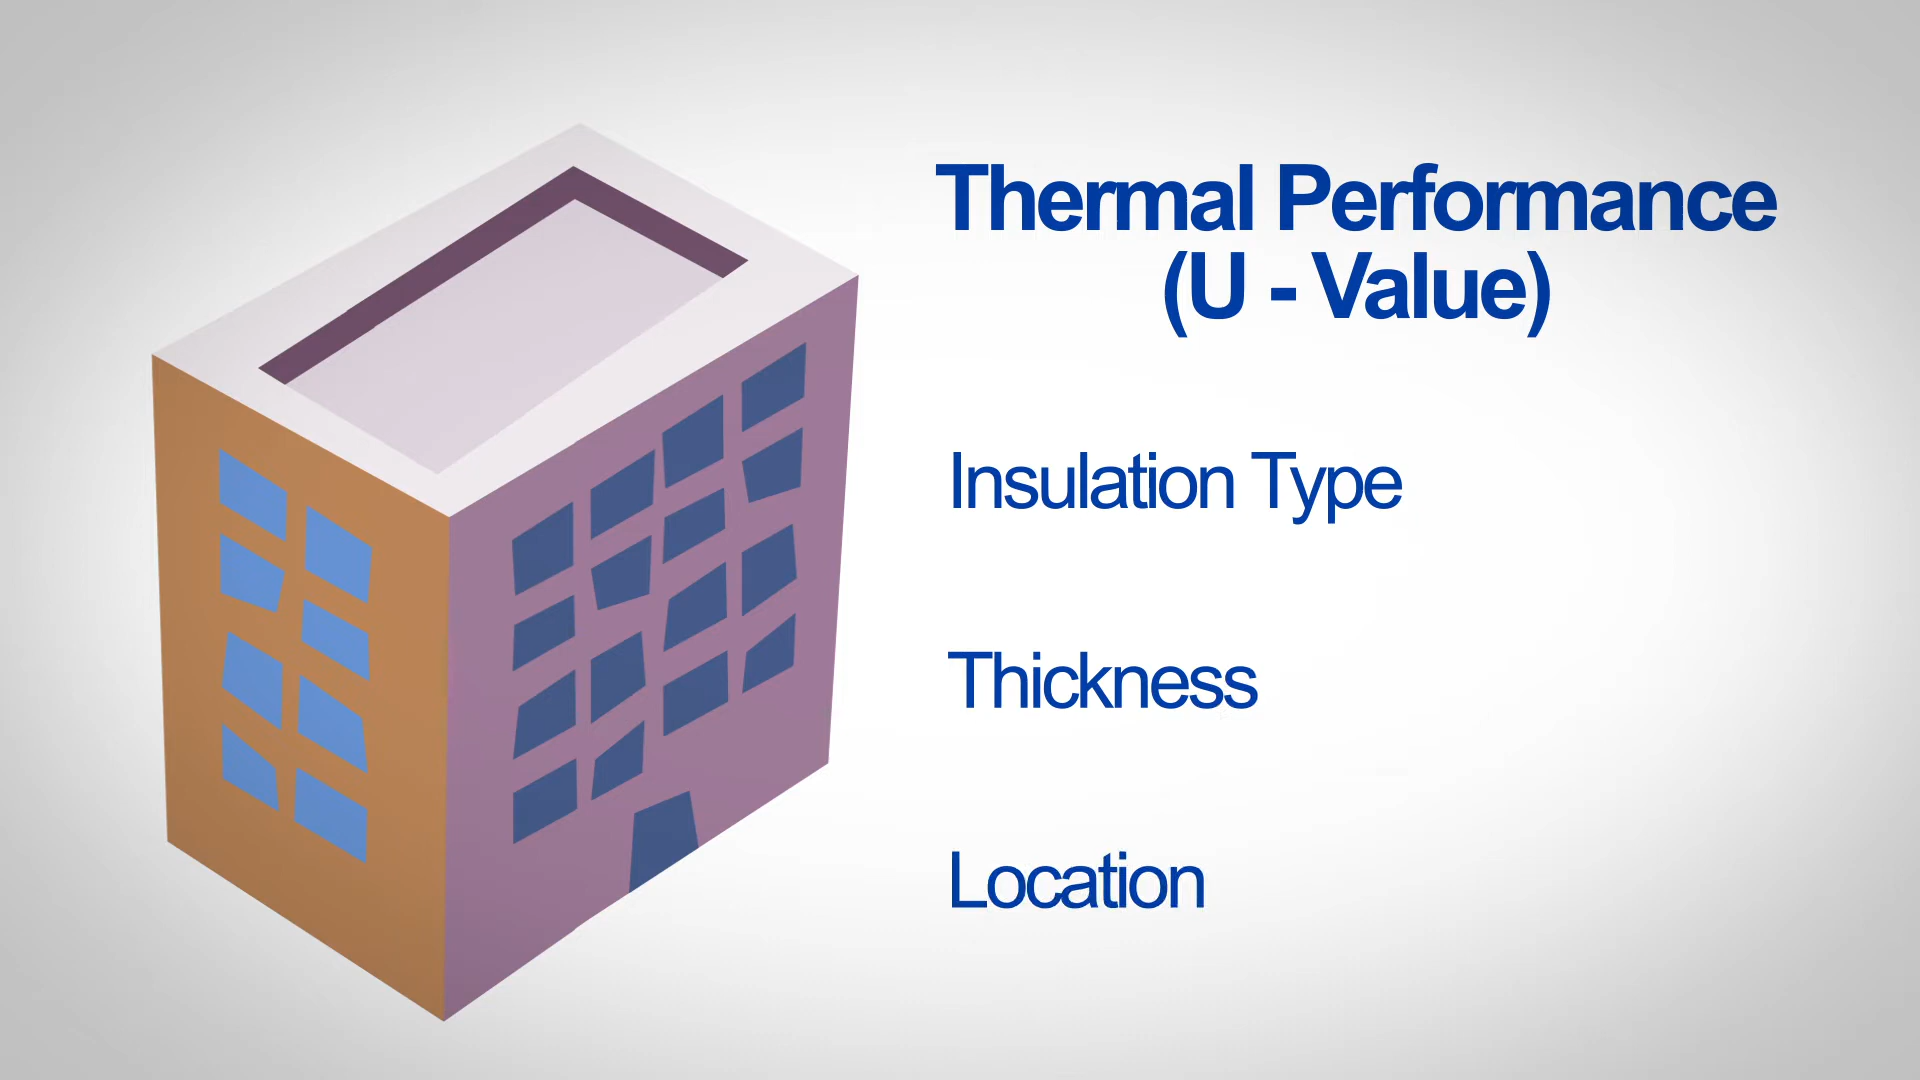 Thermal Performance
(U - Value)
Insulation Type
Thickness
Location